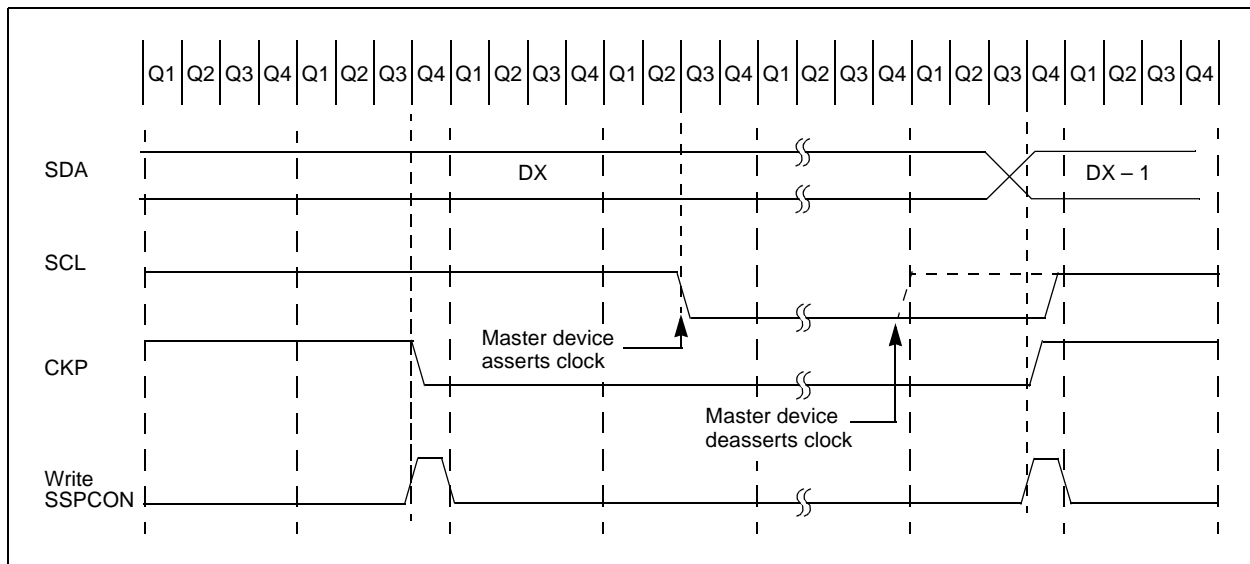 Q1 Q2 Q3 Q4 Q1 Q2 Q3 Q4 Q1 Q2 Q3 Q4 Q1 Q2 Q3 Q4 Q1 Q2 Q3 Q4 Q1 Q2 Q3 Q4 Q1 Q2 Q3 Q4
SDA
DX
DX – 1
SCL
Master device
asserts clock
CKP
Master device
deasserts clock
Write
SSPCON